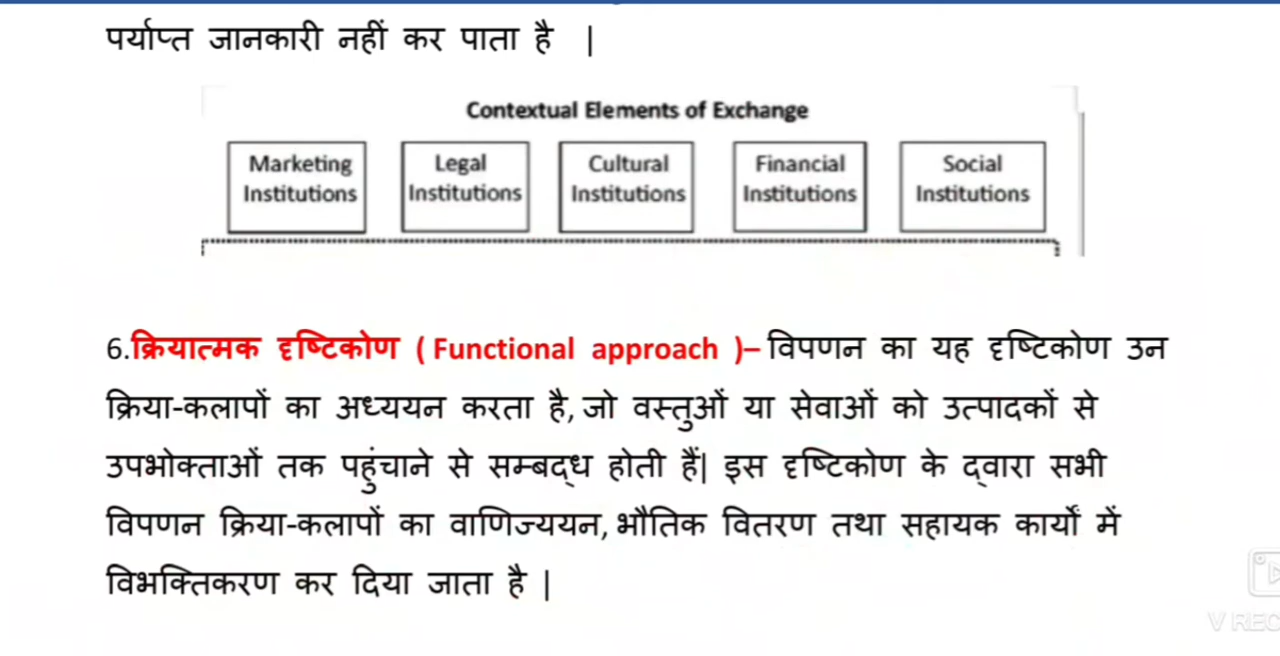 पर्याप्त जानकारी नहीं कर पाता है |
Contextual Elements of Exchange
Marketing Institutions
Legal Institutions
Cultural Institutions
Financial Institutions
Social Institutions
6.क्रियात्मक दृष्टिकोण ( Functional approach )– विपणन का यह दृष्टिकोण उन
क्रिया-कलापों का अध्ययन करता है, जो वस्तुओं या सेवाओं को उत्पादकों से
उपभोक्ताओं तक पहुंचाने से सम्बद्ध होती हैं| इस दृष्टिकोण के द्वारा सभी
विपणन क्रिया-कलापों का वाणिज्ययन, भौतिक वितरण तथा सहायक कार्यों में
विभक्तिकरण कर दिया जाता है |
V REC